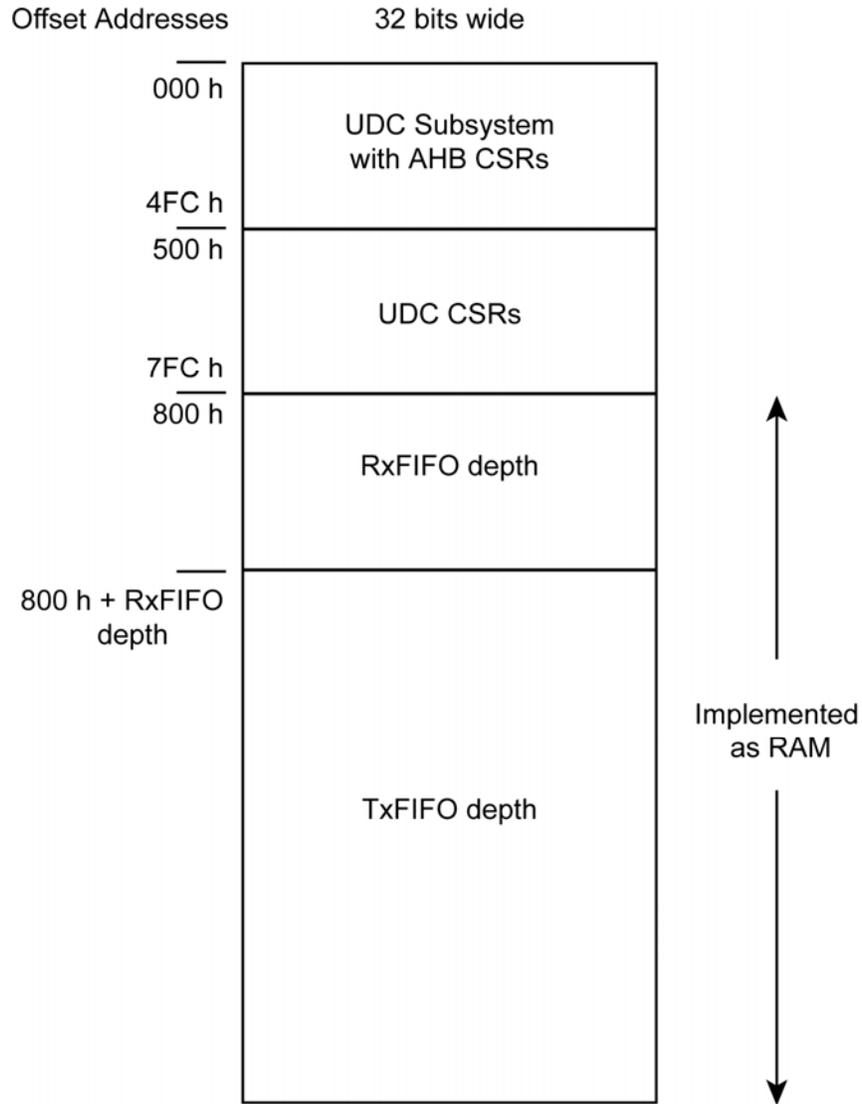 Offset Addresses
32 bits wide
000 h
UDC Subsystem
with AHB CSRs
4FC h
500 h
UDC CSRs
7FC h
800 h
RxFIFO depth
800 h + RxFIFO
depth
Implemented
as RAM
TxFIFO depth